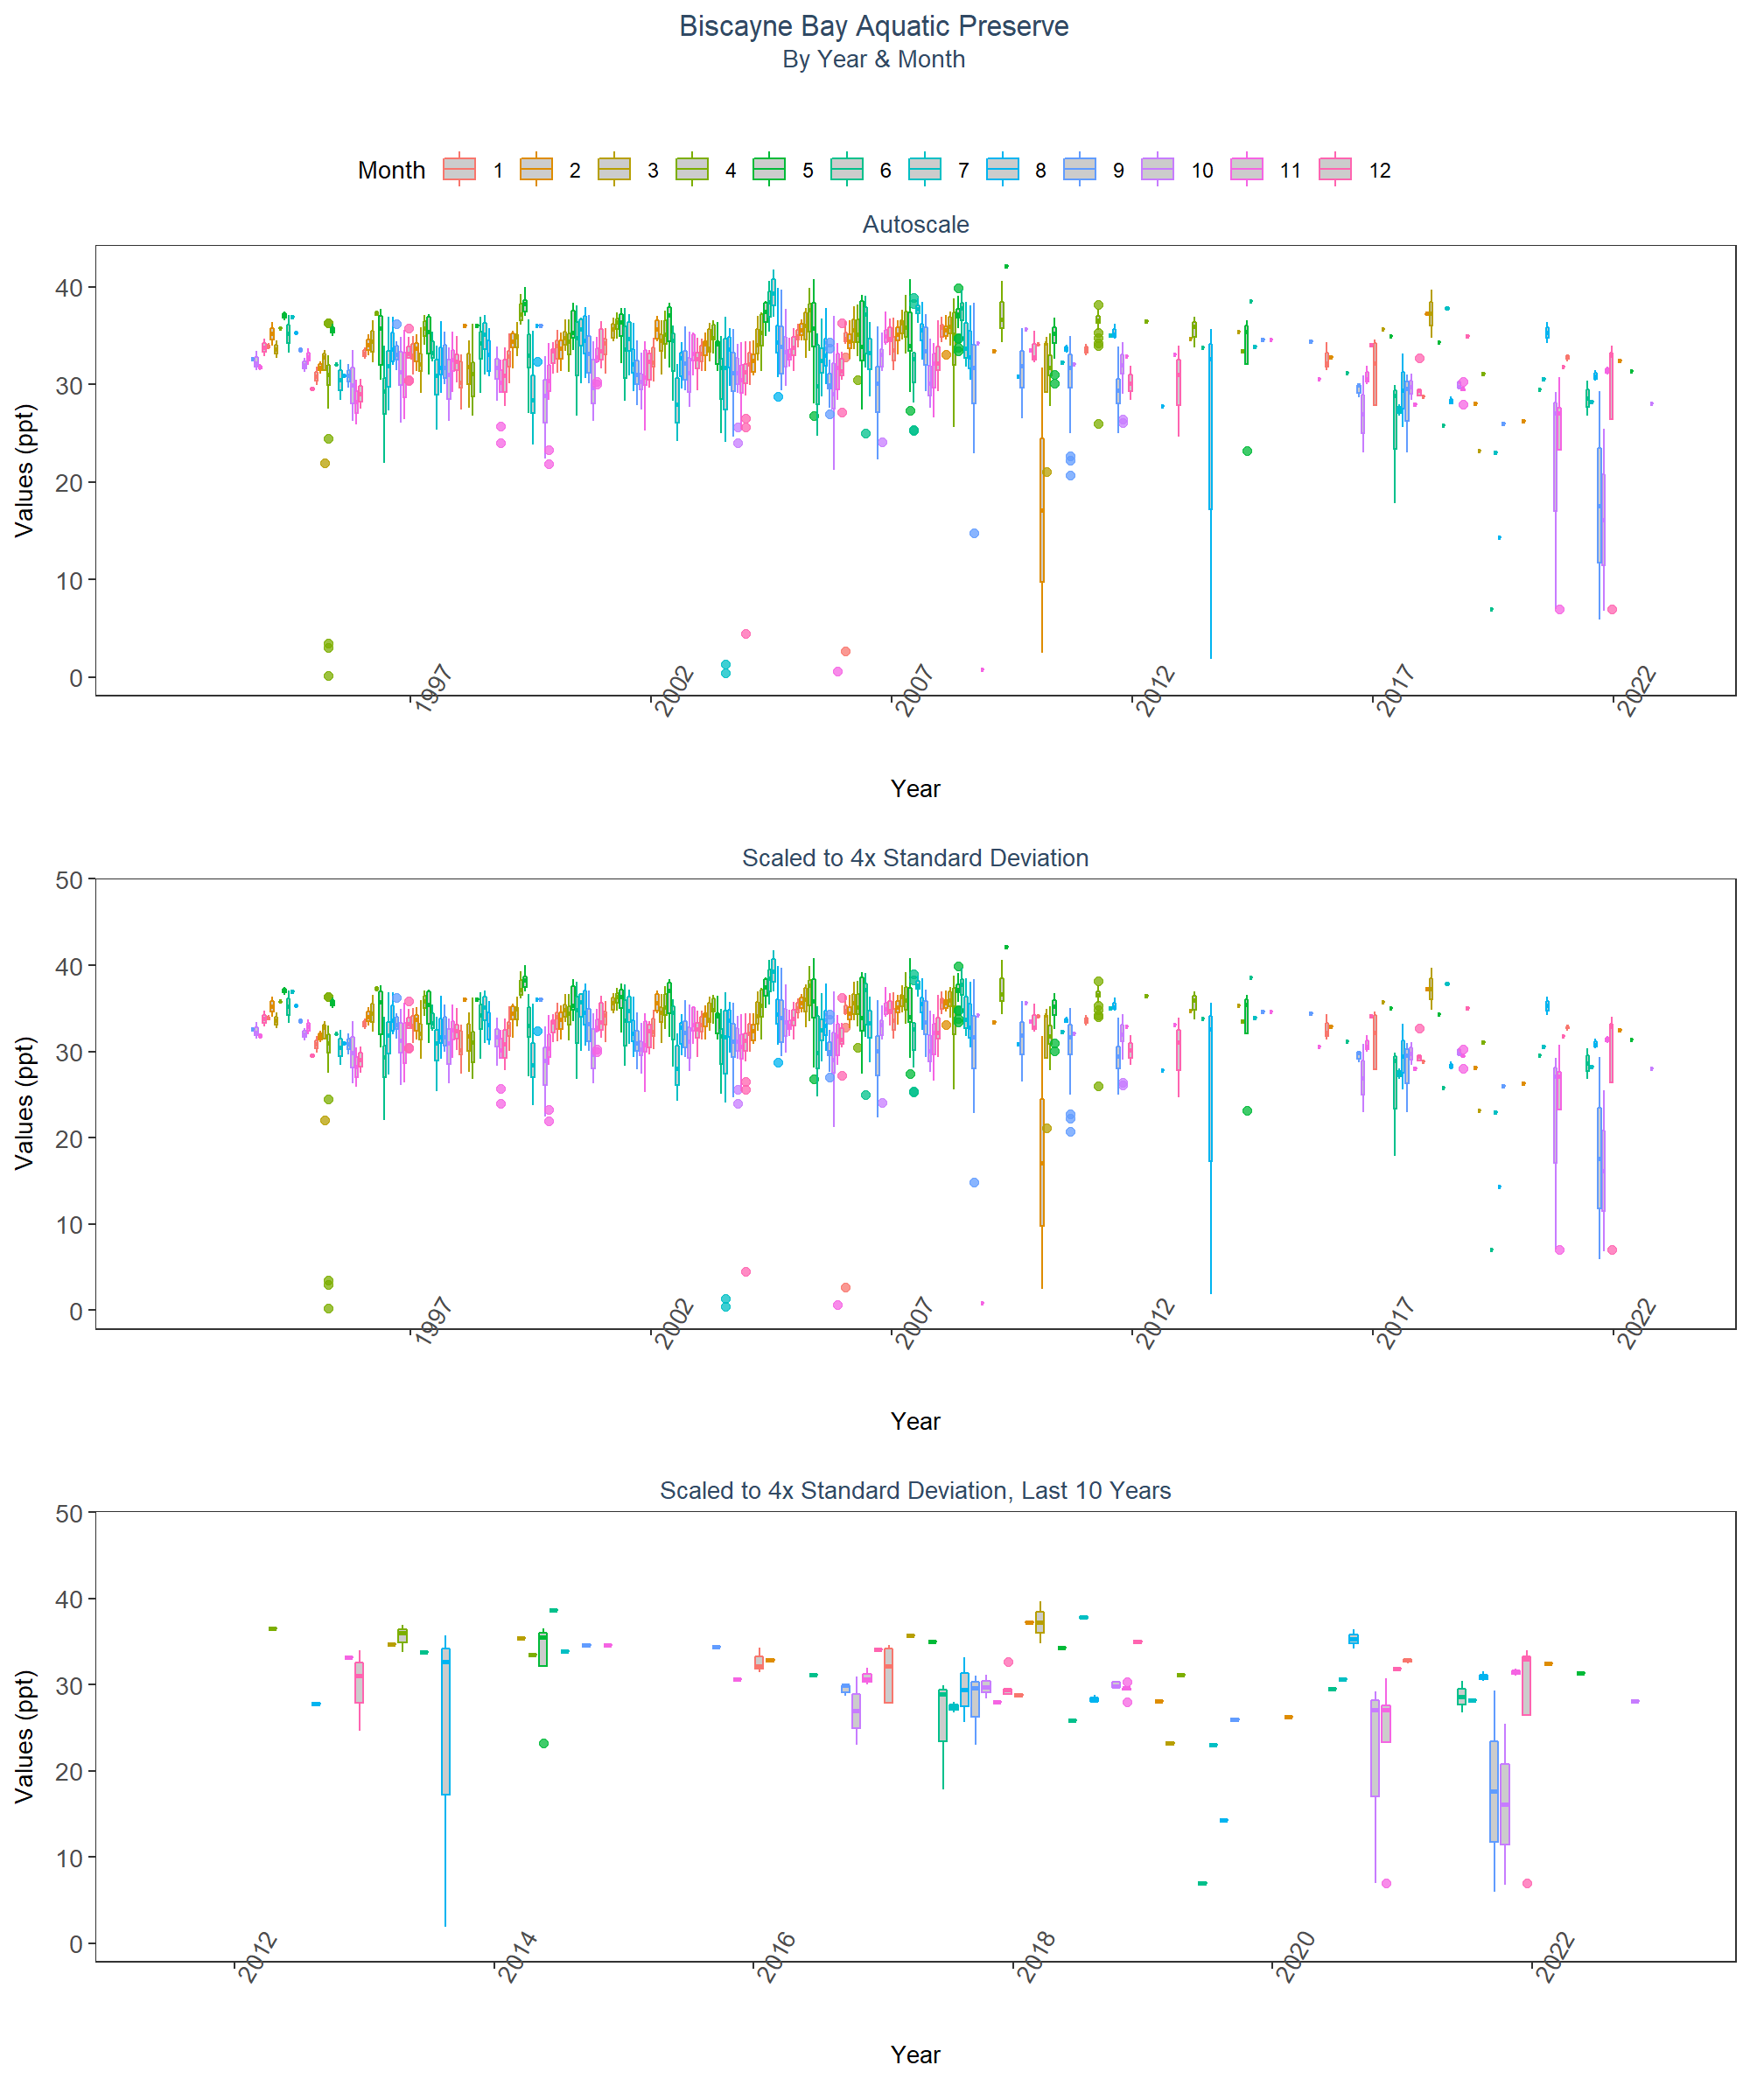 Biscayne Bay Aquatic Preserve
By Year & Month
Month 1 2 3 4 5 6 7 8 9 10 11 12
Autoscale
Values (ppt)
40
30
20
10
0
1997 2002 2007 2012 2017 2022
Year
Scaled to 4x Standard Deviation
Values (ppt)
50
40
30
20
10
0
1997 2002 2007 2012 2017 2022
Year
Scaled to 4x Standard Deviation, Last 10 Years
Values (ppt)
50
40
30
20
10
0
2012 2014 2016 2018 2020 2022
Year